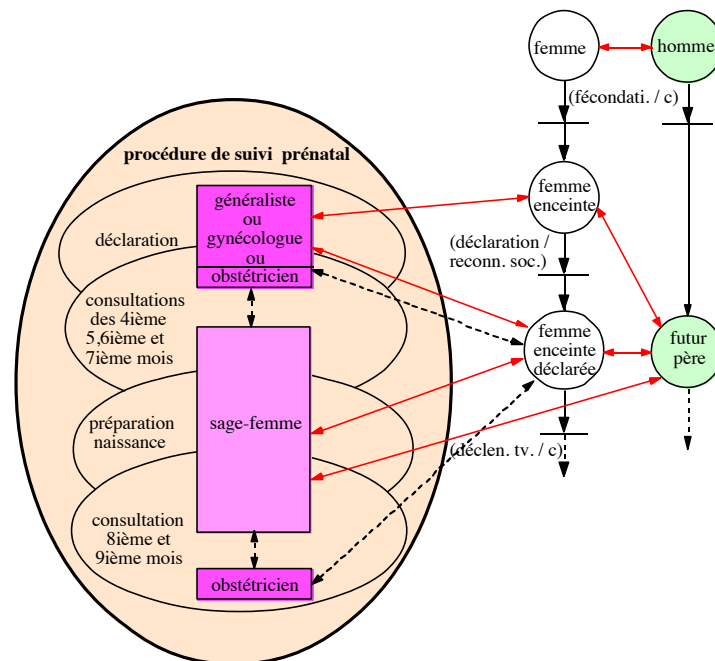 femme
homme
(fécondati. / c)
procédure de suivi prénatal
généraliste
ou
gynécologue
ou
obstétricien
déclaration
femme
enceinte
(déclaration /
reconn. soc.)
consultations
des 4ième
5,6ième et
7ième mois
femme
enceinte
déclarée
futur
père
sage-femme
préparation
naissance
(déclen. tv. / c)
consultation
8ième et
9ième mois
obstétricien